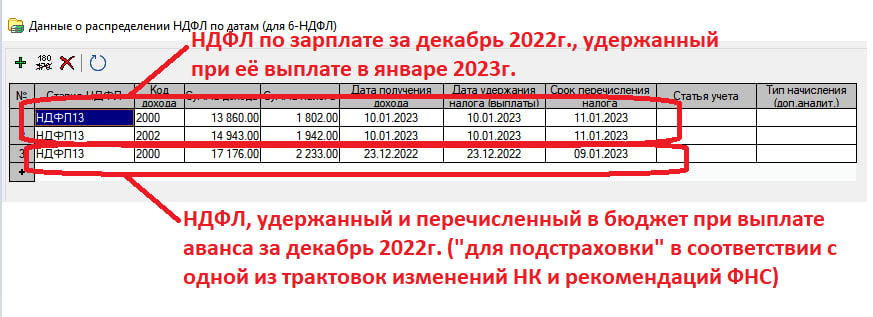 Данные о распределении НДФЛ по датам (для 6-НДФЛ)
НДФЛ по зарплате за декабрь 2022г., удержанный
при её выплате в январе 2023г.
№ Ставка НДФЛ Код дохода Сумма дохода Сумма налога Дата получения дохода Дата удержания налога (выплаты) Срок перечисления налога Статья учета Тип начисления (доп.аналит.)
НДФЛ13 2000 13 860.00 1 802.00 10.01.2023 10.01.2023 11.01.2023
НДФЛ13 2002 14 943.00 1 942.00 10.01.2023 10.01.2023 11.01.2023
3 НДФЛ13 2000 17 176.00 2 233.00 23.12.2022 23.12.2022 09.01.2023
НДФЛ, удержанный и перечисленный в бюджет при выплате
аванса за декабрь 2022г. ("для подстраховки" в соответствии с
одной из трактовок изменений НК и рекомендаций ФНС)